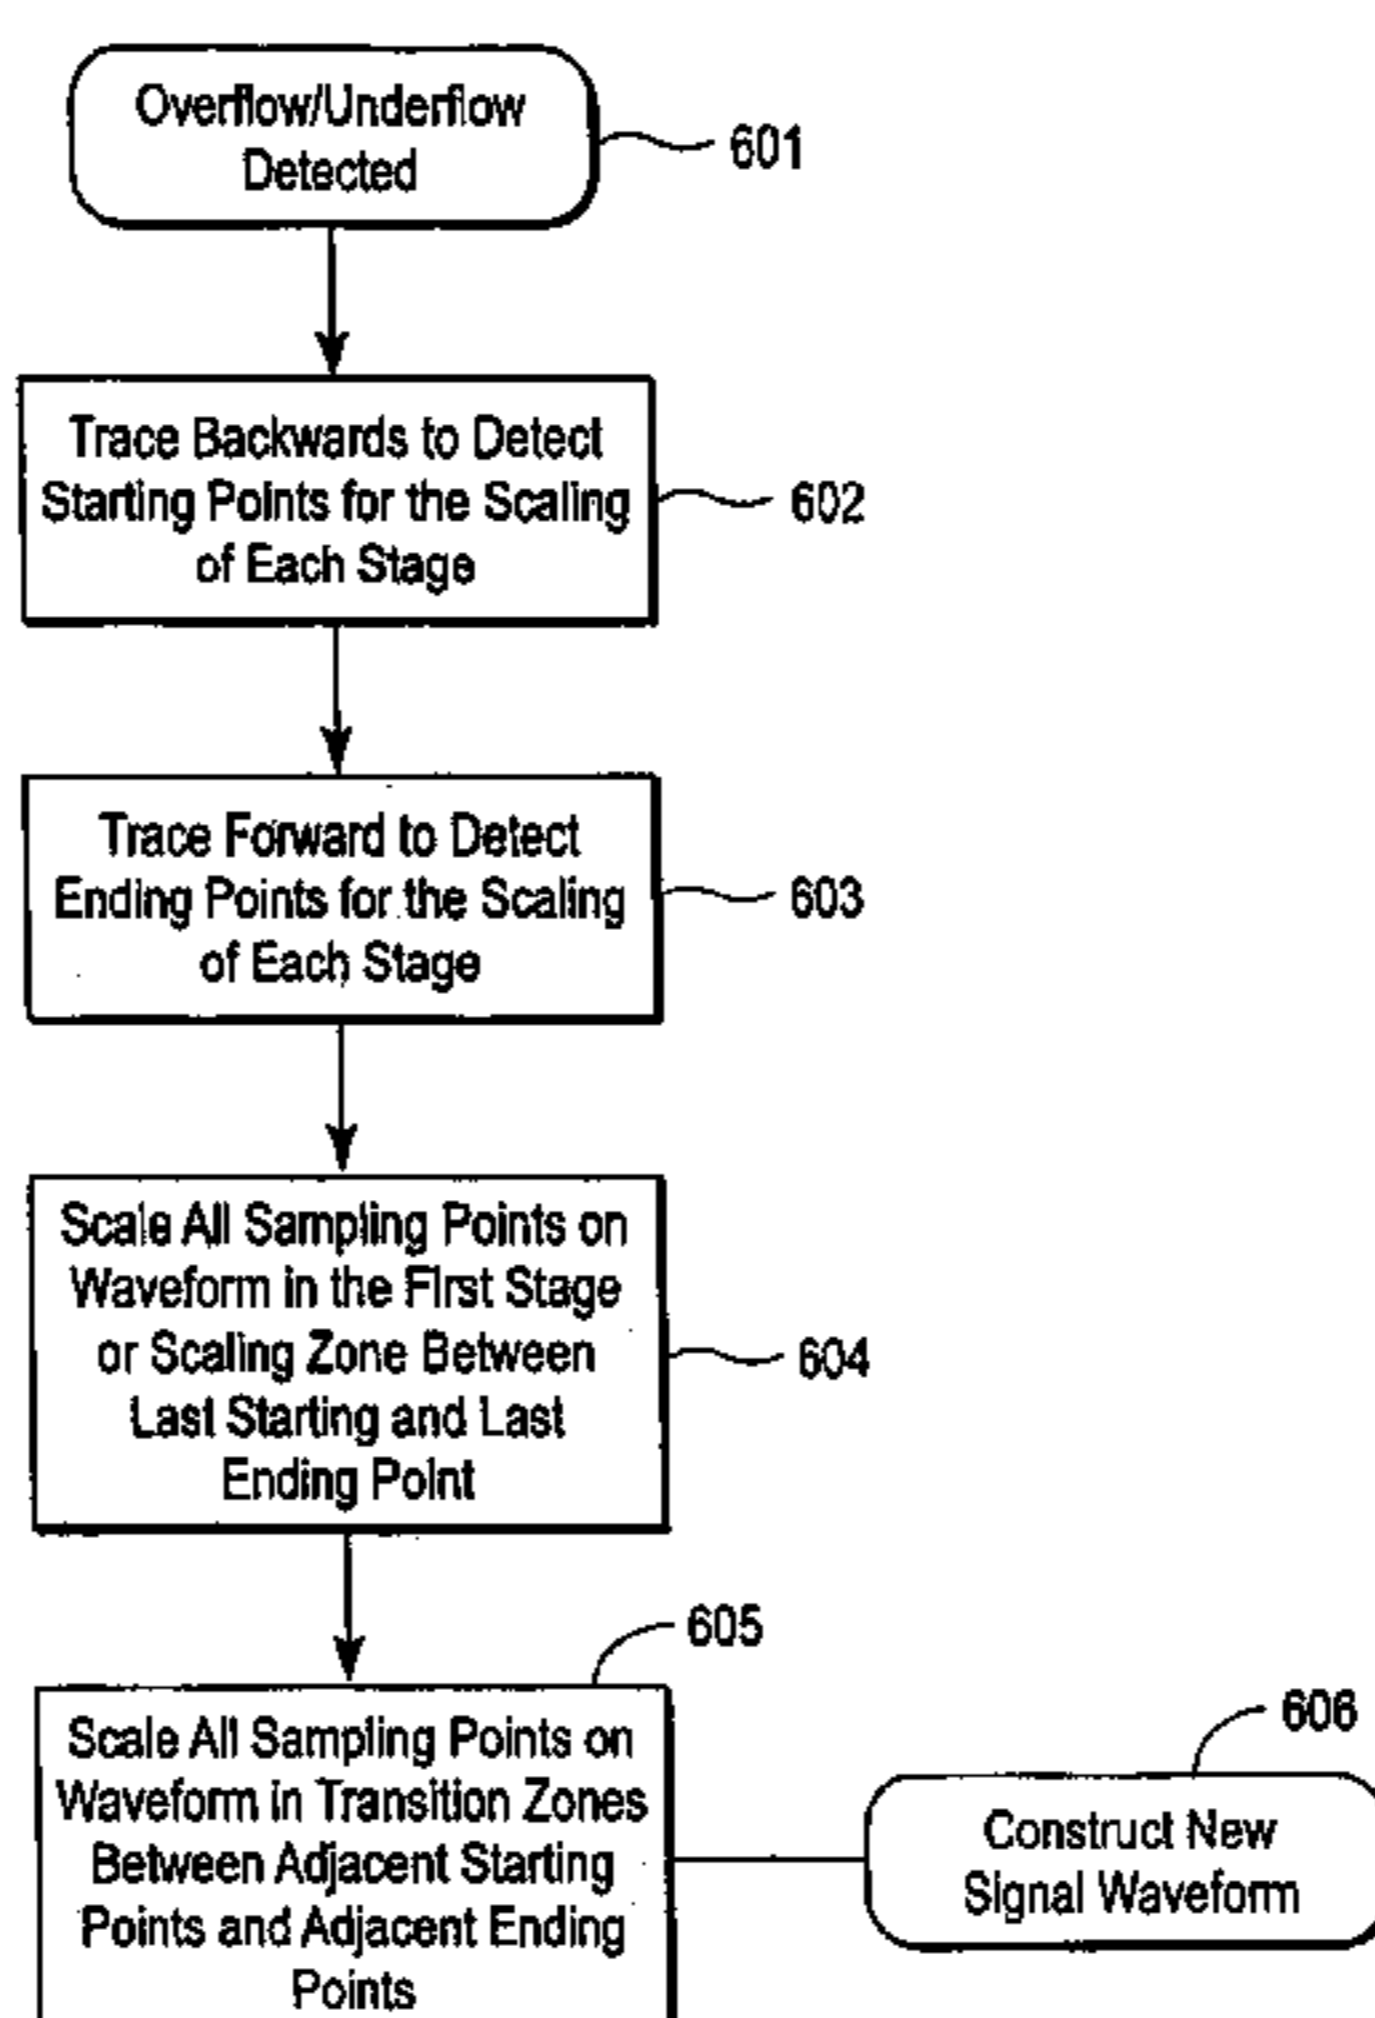 Overflow/Underflow
Detected
601
Trace Backwards to Detect
Starting Points for the Scaling
of Each Stage
602
Trace Forward to Detect
Ending Points for the Scaling
of Each Stage
603
Scale All Sampling Points on
Waveform in the First Stage
or Scaling Zone Between
Last Starting and Last
Ending Point
604
605
Scale All Sampling Points on
Waveform in Transition Zones
Between Adjacent Starting
Points and Adjacent Ending
Points
606
Construct New
Signal Waveform